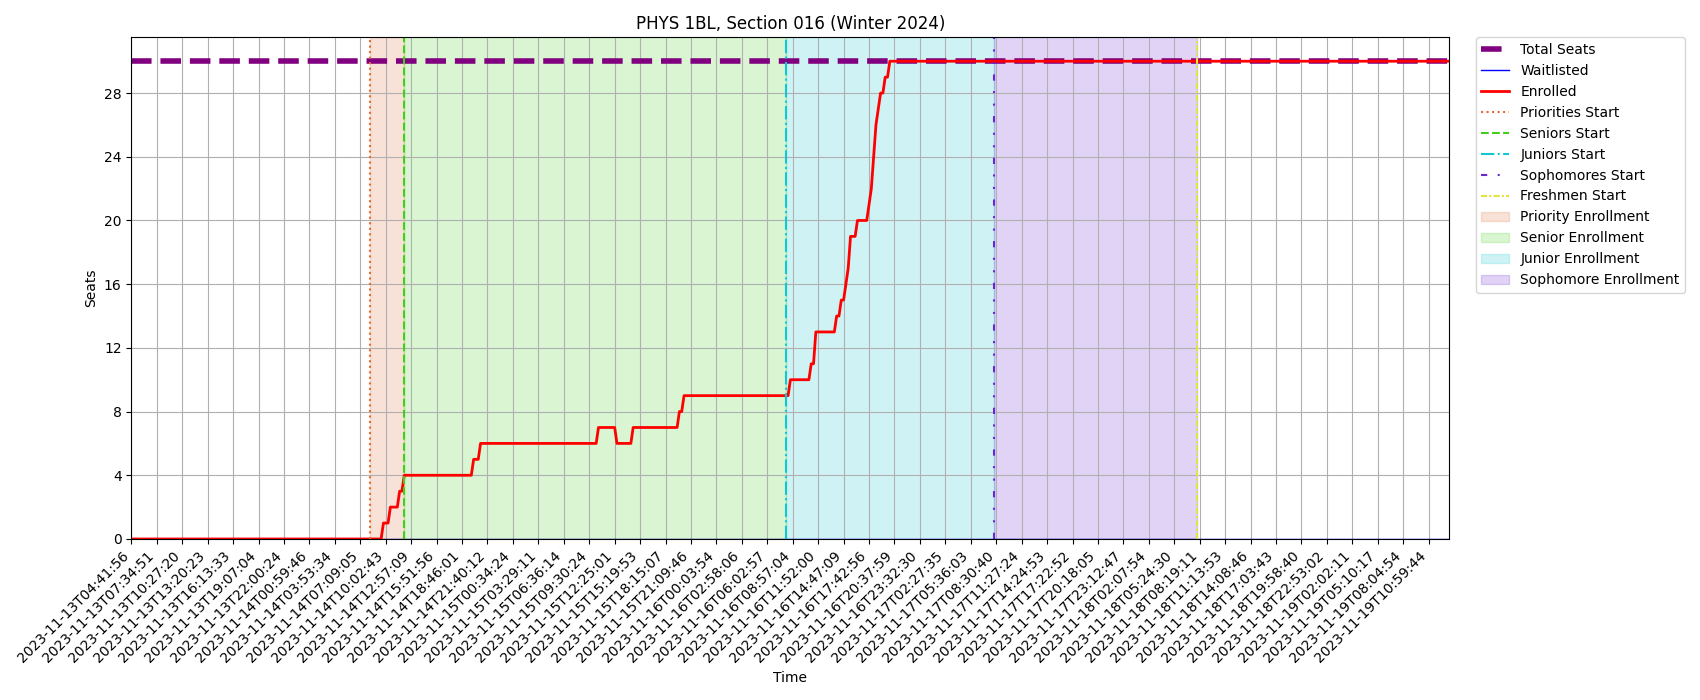 PHYS 1BL, Section 016 (Winter 2024)
Total Seats
Waitlisted
Enrolled
Priorities Start
Seniors Start
Juniors Start
Sophomores Start
Freshmen Start
Priority Enrollment
Senior Enrollment
Junior Enrollment
Sophomore Enrollment
Seats
28
24
20
16
12
8
4
0
2023-11-13T04:41:56
2023-11-13T07:34:51
2023-11-13T10:27:20
2023-11-13T13:20:23
2023-11-13T16:13:33
2023-11-13T19:07:04
2023-11-13T22:00:24
2023-11-14T00:59:46
2023-11-14T03:53:34
2023-11-14T07:09:05
2023-11-14T10:02:43
2023-11-14T12:57:09
2023-11-14T15:51:56
2023-11-14T18:46:01
2023-11-14T21:40:12
2023-11-15T00:34:24
2023-11-15T03:29:11
2023-11-15T06:36:14
2023-11-15T09:30:24
2023-11-15T12:25:01
2023-11-15T15:19:53
2023-11-15T18:15:07
2023-11-15T21:09:46
2023-11-16T00:03:54
2023-11-16T02:58:06
2023-11-16T06:02:57
2023-11-16T08:57:04
2023-11-16T11:52:00
2023-11-16T14:47:09
2023-11-16T17:42:56
2023-11-16T20:37:59
2023-11-16T23:32:30
2023-11-17T02:27:35
2023-11-17T05:36:03
2023-11-17T08:30:40
2023-11-17T11:27:24
2023-11-17T14:24:53
2023-11-17T17:22:52
2023-11-17T20:18:05
2023-11-17T23:12:47
2023-11-18T02:07:54
2023-11-18T05:24:30
2023-11-18T08:19:11
2023-11-18T11:13:53
2023-11-18T14:08:46
2023-11-18T17:03:43
2023-11-18T19:58:40
2023-11-18T22:53:02
2023-11-19T02:02:11
2023-11-19T05:10:17
2023-11-19T08:04:54
2023-11-19T10:59:44
Time